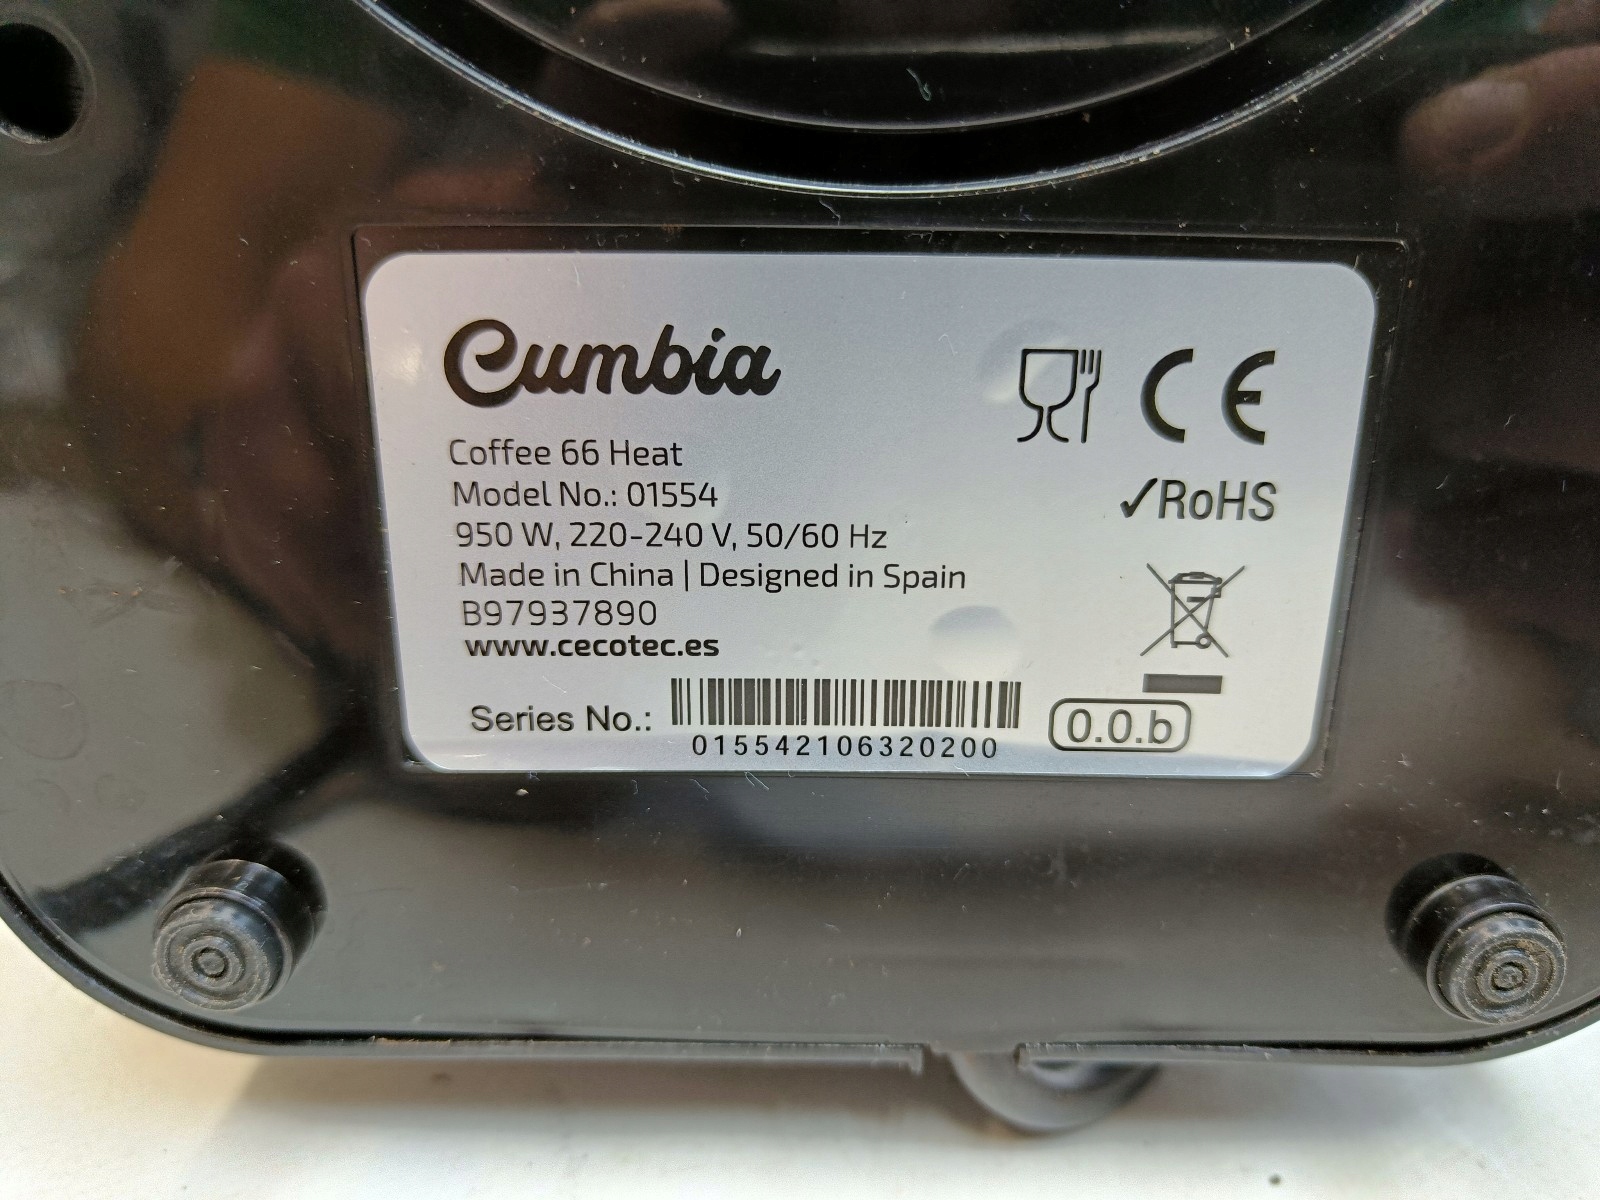 Cumbia
CE
Coffee 66 Heat
Model No.: 01554
✓RoHS
950 W, 220-240 V, 50/60 Hz
Made in China | Designed in Spain
B97937890
www.cecotec.es
Series No.:
015542106320200
0.0.b